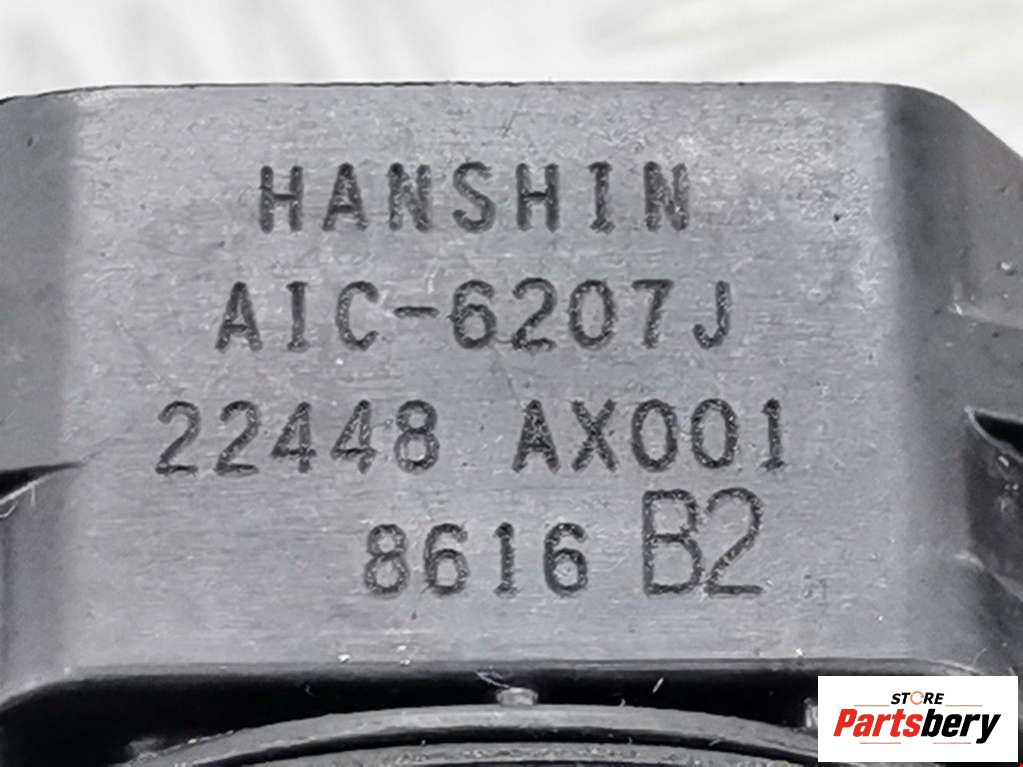 HANSHIN
AIC-6207J
22448 AX001
8616 B2
STORE
Partsbery